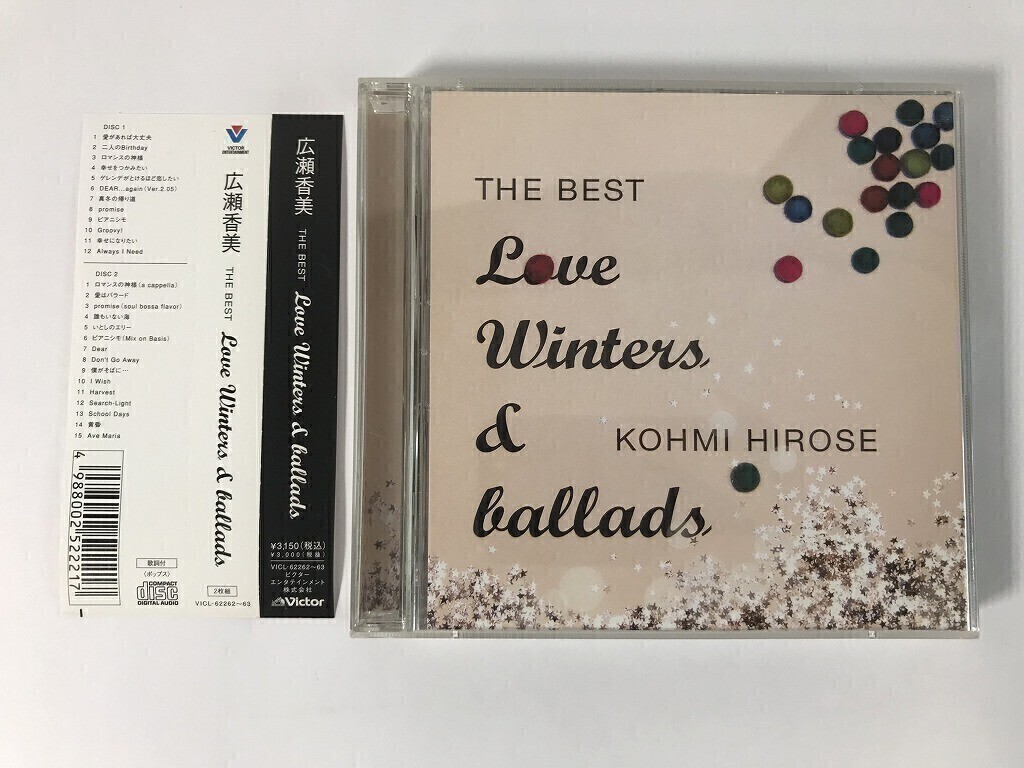 DISC 1
1 愛があれば大丈夫
2 二人のBirthday
3 ロマンスの神様
4 幸せをつかみたい
5 ゲレンデがとけるほど恋したい
6 DEAR...again(Ver.2.05)
7 真冬の帰り道
8 promise
9 ピアニシモ
10 Groovy!
11 幸せになりたい
12 Always I Need
DISC 2
1 ロマンスの神様(a cappella)
2 愛はバラード
3 promise(soul bossa flavor)
4 誰もいない海
5 いとしのエリー
6 ピアニシモ(Mix on Basis)
7 Dear
8 Don't Go Away
9 僕がそばに…
10 I Wish
11 Harvest
12 Search-Light
13 School Days
14 黄昏
15 Ave Maria
4 988002 522217
歌詞付
(ポップス)
COMPACT
disc
DIGITAL AUDIO
VICTOR
ENTERTAINMENT
広瀬香美 THE BEST Love Winters & ballads
2枚組
VICL-62262~63
広瀬香美 THE BEST Love Winters & ballads
¥3,150(税込)
¥3,000(税抜)
VICL-62262~63
ビクター
エンタテインメント
株式会社
Victor
THE BEST
Love
Winters
&
KOHMI HIROSE
ballads